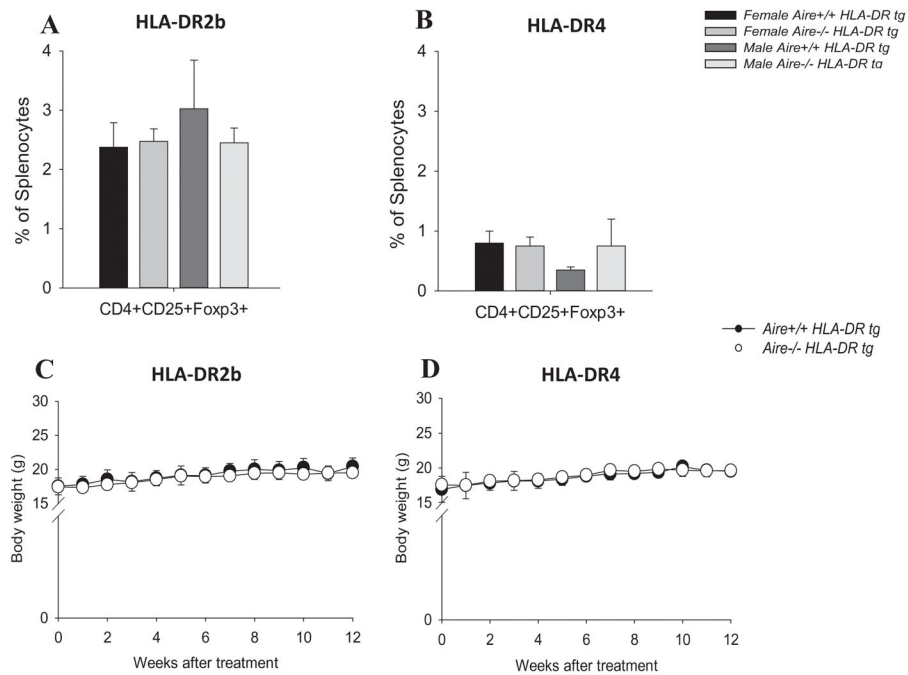 A
HLA-DR2b
% of Splenocytes
4
3
2
1
0
CD4+CD25+Foxp3+
B
HLA-DR4
% of Splenocytes
4
3
2
1
0
CD4+CD25+Foxp3+
Female Aire+/+ HLA-DR tg
Female Aire-/- HLA-DR tg
Male Aire+/+ HLA-DR tg
Male Aire-/- HLA-DR tg
Aire+/+ HLA-DR tg
Aire-/- HLA-DR tg
C
HLA-DR2b
Body weight (g)
30
25
20
15
0
0 2 4 6 8 10 12
Weeks after treatment
D
HLA-DR4
Body weight (g)
30
25
20
15
0
0 2 4 6 8 10 12
Weeks after treatment